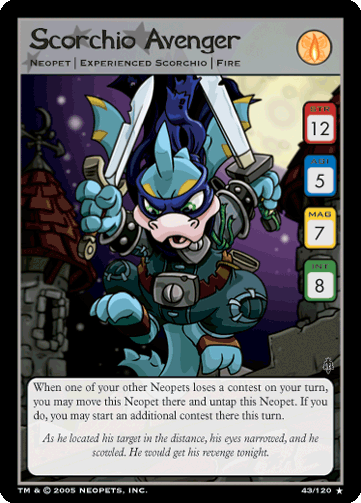 Scorchio Avenger
Neopet | Experienced Scorchio | Fire
STR
12
AGI
5
MAG
7
INT
8
When one of your other Neopets loses a contest on your turn,
you may move this Neopet there and untap this Neopet. If you
do, you may start an additional contest there this turn.
As he located his target in the distance, his eyes narrowed, and he
scowled. He would get his revenge tonight.
TM & © 2005 NEOPETS, INC.
43/120 ★